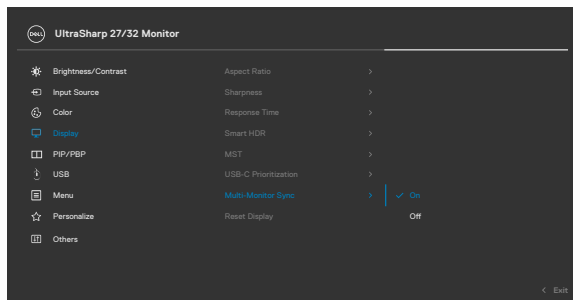 DELL UltraSharp 27/32 Monitor
Brightness/Contrast Aspect Ratio >
Input Source Sharpness >
Color Response Time >
Display Smart HDR >
PIP/PBP MST >
USB USB-C Prioritization >
Menu Multi-Monitor Sync > ✓ On
Personalize Reset Display Off
Others
< Exit